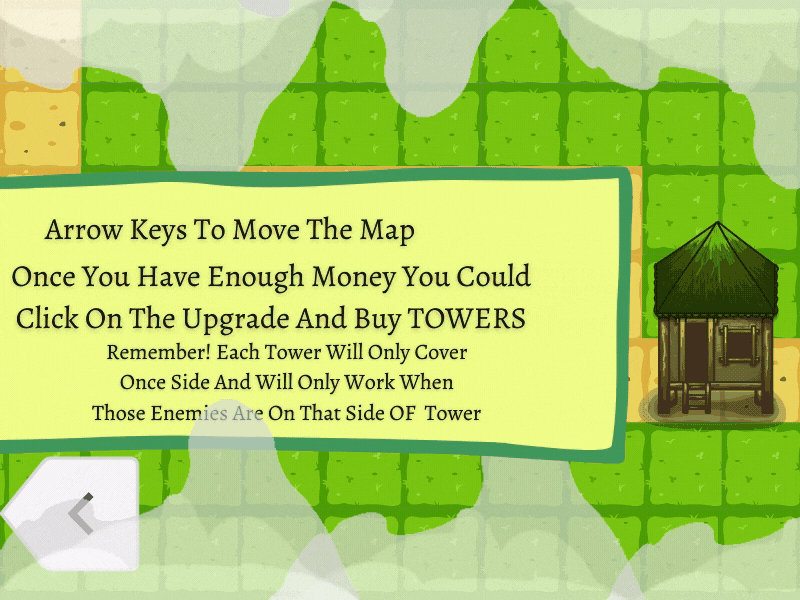 Arrow Keys To Move The Map
Once You Have Enough Money You Could
Click On The Upgrade And Buy TOWERS
Remember! Each Tower Will Only Cover
Once Side And Will Only Work When
Those Enemies Are On That Side OF Tower